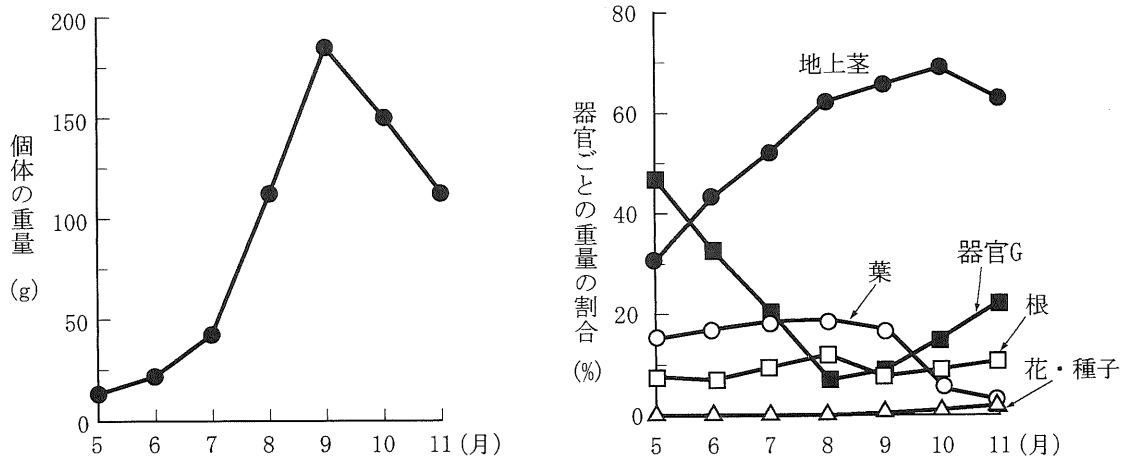 200
150
100
50
0
個体の重量
(g)
5 6 7 8 9 10 11 (月)
80
60
40
20
0
器官ごとの重量の割合
(%)
地上茎
葉
器官G
根
花・種子
5 6 7 8 9 10 11 (月)